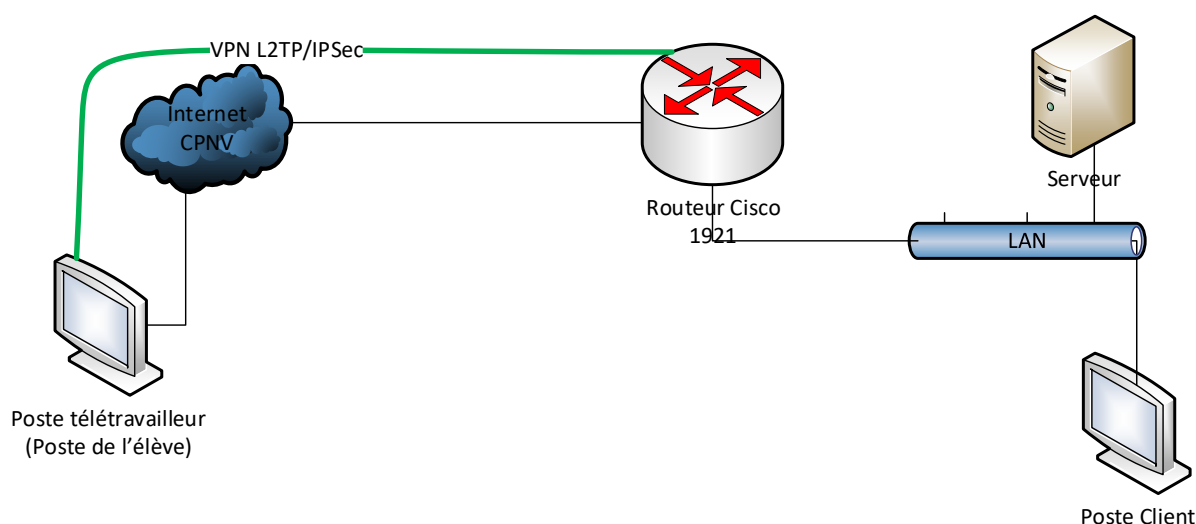 VPN L2TP/IPSec
Internet
CPNV
Serveur
Routeur Cisco
1921
LAN
Poste télétravailleur
(Poste de l’élève)
Poste Client